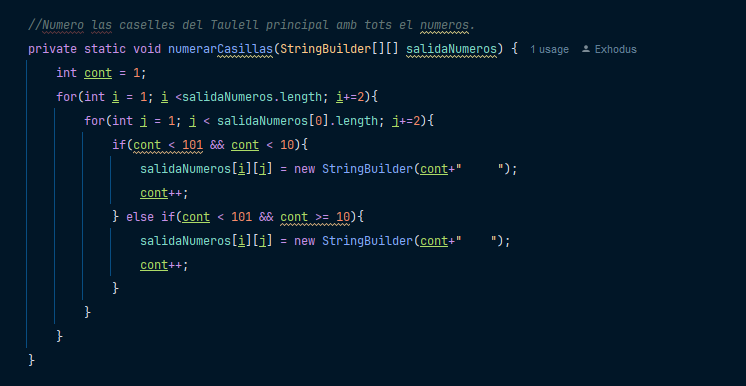 //Numero las caselles del Taulell principal amb tots el numeros.
private static void numerarCasillas(StringBuilder[][] salidaNumeros) { 1 usage Exhodus
int cont = 1;
for(int i = 1; i <salidaNumeros.length; i+=2){
for(int j = 1; j < salidaNumeros[0].length; j+=2){
if(cont < 101 && cont < 10){
salidaNumeros[i][j] = new StringBuilder(cont+"     ");
cont++;
} else if(cont < 101 && cont >= 10){
salidaNumeros[i][j] = new StringBuilder(cont+"    ");
cont++;
}
}
}
}